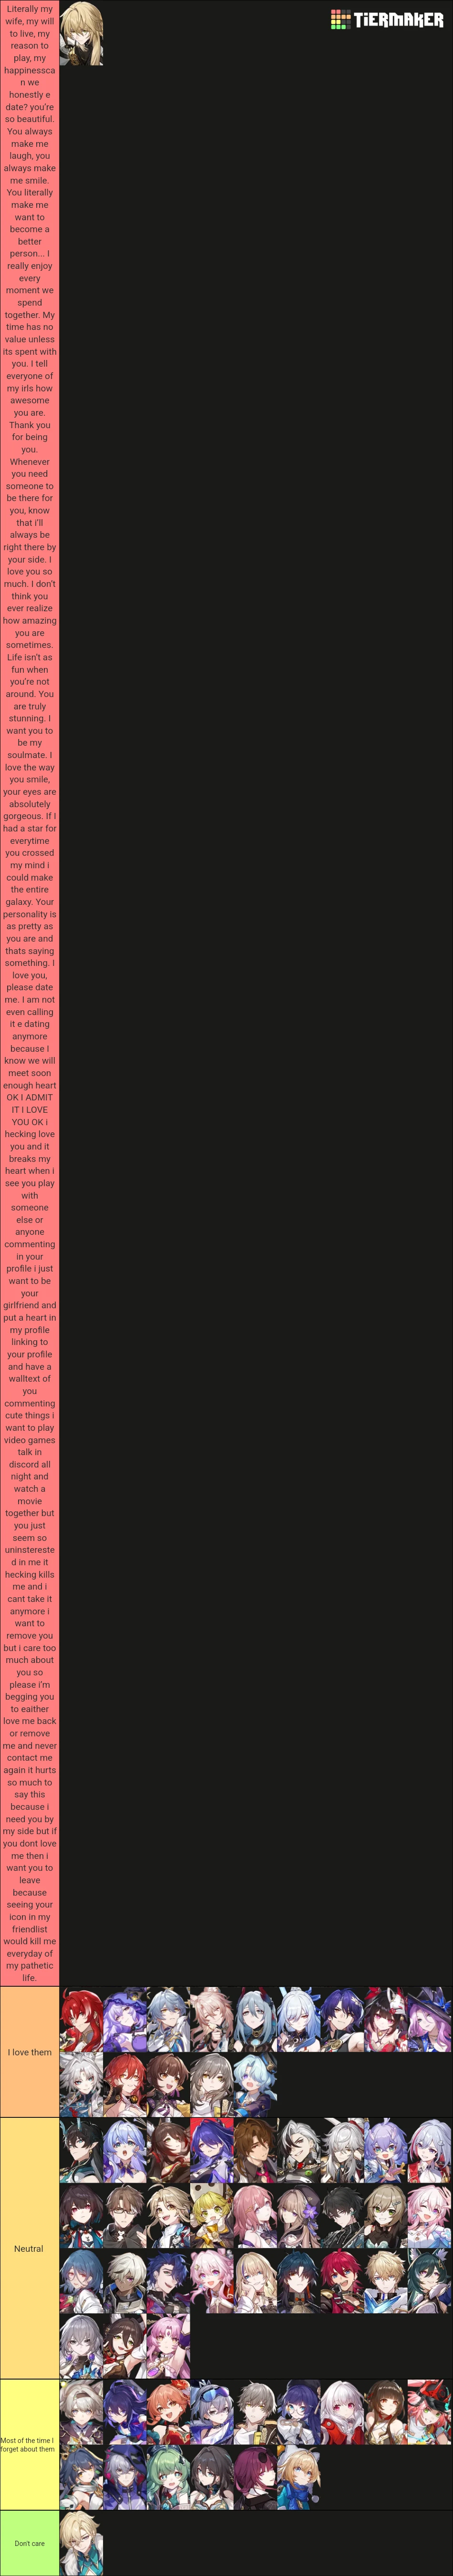 Literally my
wife, my will
to live, my
reason to
play, my
happinessca
n we
honestly e
date? you're
so beautiful.
You always
make me
laugh, you
always make
me smile.
You literally
make me
want to
become a
better
person... I
really enjoy
every
moment we
spend
together. My
time has no
value unless
its spent with
you. I tell
everyone of
my irls how
awesome
you are.
Thank you
for being
you.
Whenever
you need
someone to
be there for
you, know
that i'll
always be
right there by
your side. I
love you so
much. I don't
think you
ever realize
how amazing
you are
sometimes.
Life isn't as
fun when
you're not
around. You
are truly
stunning. I
want you to
be my
soulmate. I
love the way
you smile,
your eyes are
absolutely
gorgeous. If I
had a star for
everytime
you crossed
my mind i
could make
the entire
galaxy. Your
personality is
as pretty as
you are and
thats saying
something. I
love you,
please date
me. I am not
even calling
it e dating
anymore
because I
know we will
meet soon
enough heart
OK I ADMIT
IT I LOVE
YOU OK i
hecking love
you and it
breaks my
heart when i
see you play
with
someone
else or
anyone
commenting
in your
profile i just
want to be
your
girlfriend and
put a heart in
my profile
linking to
your profile
and have a
walltext of
you
commenting
cute things i
want to play
video games
talk in
discord all
night and
watch a
movie
together but
you just
seem so
uninstereste
d in me it
hecking kills
me and i
cant take it
anymore i
want to
remove you
but i care too
much about
you so
please i'm
begging you
to eaither
love me back
or remove
me and never
contact me
again it hurts
so much to
say this
because i
need you by
my side but if
you dont love
me then i
want you to
leave
because
seeing your
icon in my
friendlist
would kill me
everyday of
my pathetic
life.
TiERMAKER
I love them
Neutral
Most of the time I
forget about them
Don't care